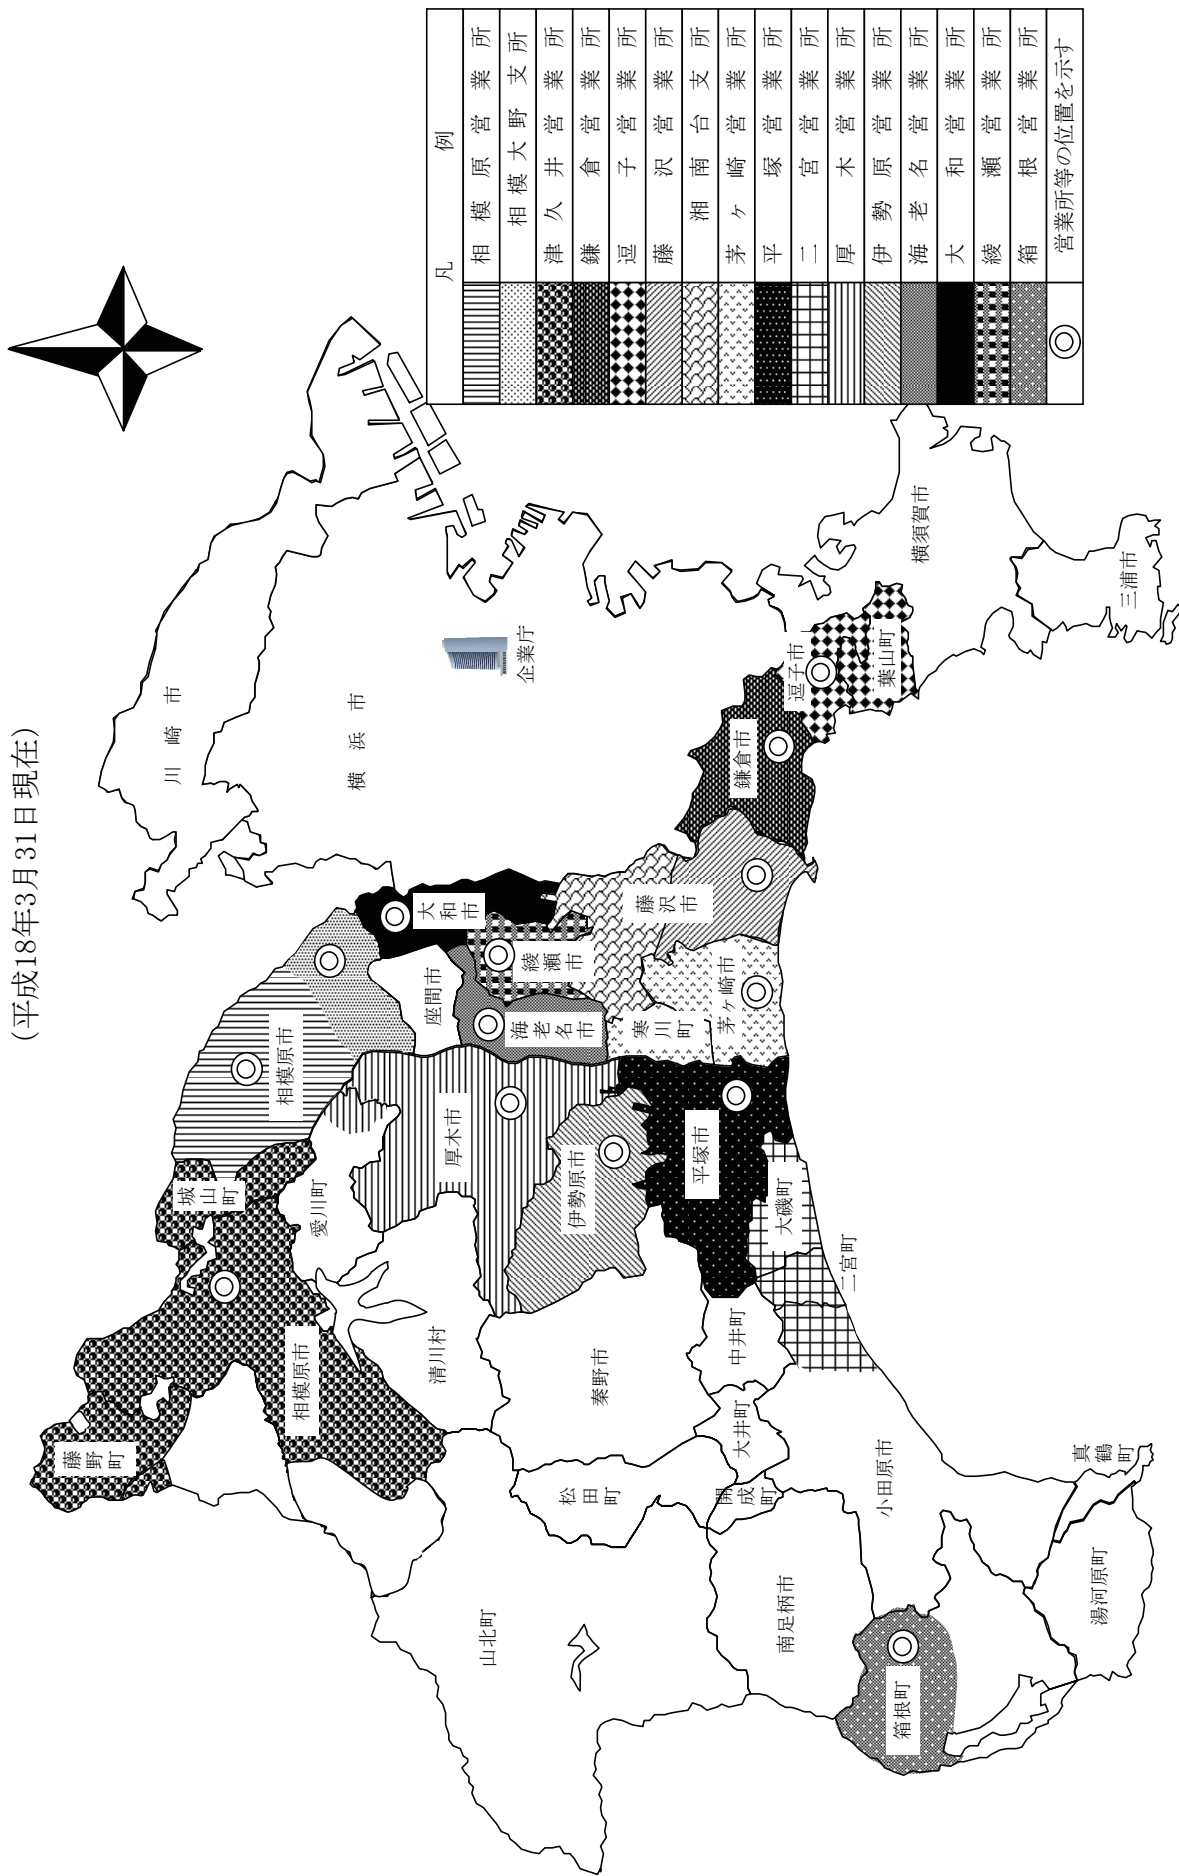 (平成18年3月31日現在)
凡例
相模原営業所
相模大野支所
津久井営業所
鎌倉営業所
逗子営業所
藤沢営業所
湘南台支所
茅ヶ崎営業所
平塚営業所
二宮営業所
厚木営業所
伊勢原営業所
海老名営業所
大和営業所
綾瀬営業所
箱根営業所
営業所等の位置を示す
川崎市
横浜市
企業庁
相模原市
城山町
相模原市
藤野町
愛川町
清川村
厚木市
座間市
大和市
綾瀬市
海老名市
藤沢市
寒川町
茅ヶ崎市
鎌倉市
逗子市
葉山町
横須賀市
三浦市
伊勢原市
平塚市
大磯町
二宮町
秦野市
中井町
大井町
松田町
開成町
山北町
南足柄市
小田原市
箱根町
真鶴町
湯河原町